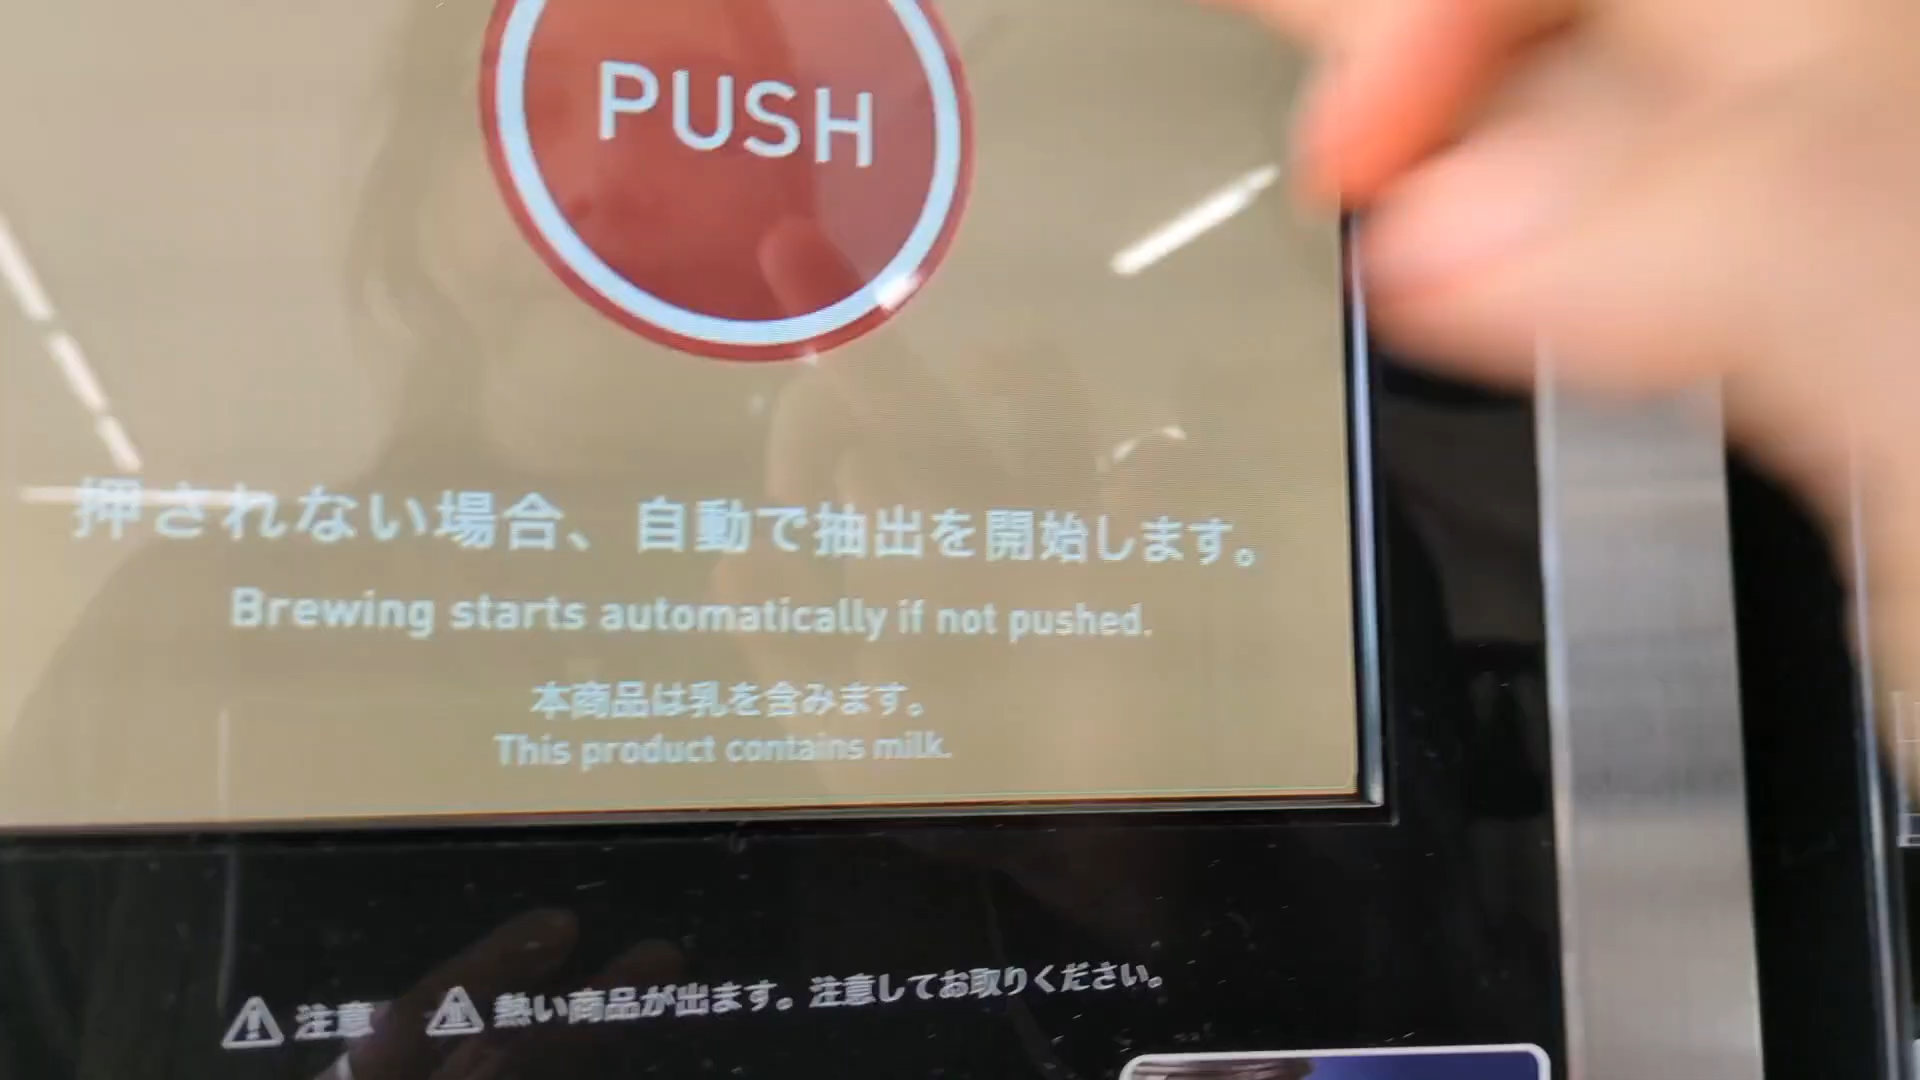 PUSH
押されない場合、自動で抽出を開始します。
Brewing starts automatically if not pushed.
本商品は乳を含みます。
This product contains milk.
注意 熱い商品が出ます。注意してお取りください。